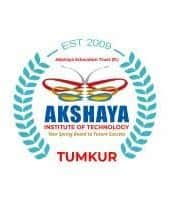 EST 2009
Akshaya Education Trust (R).
AKSHAYA
INSTITUTE OF TECHNOLOGY
Your Spring Board to Future Success
TUMKUR